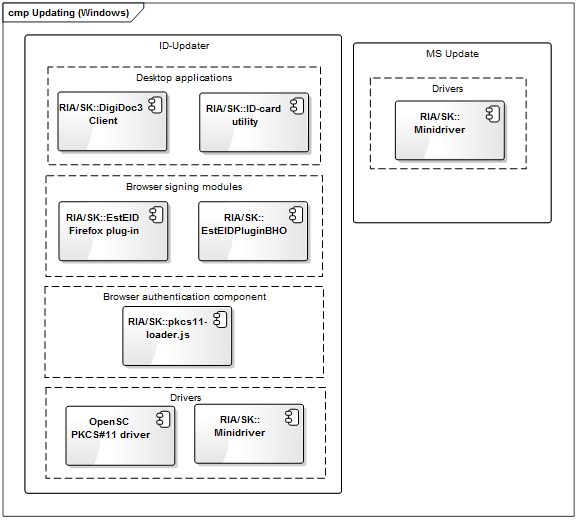 cmp Updating (Windows)
ID-Updater
Desktop applications
RIA/SK::DigiDoc3
Client
RIA/SK::ID-card
utility
Browser signing modules
RIA/SK::EstEID
Firefox plug-in
RIA/SK::
EstEIDPluginBHO
Browser authentication component
RIA/SK::pkcs11-
loader.js
Drivers
OpenSC
PKCS#11 driver
RIA/SK::
Minidriver
MS Update
Drivers
RIA/SK::
Minidriver